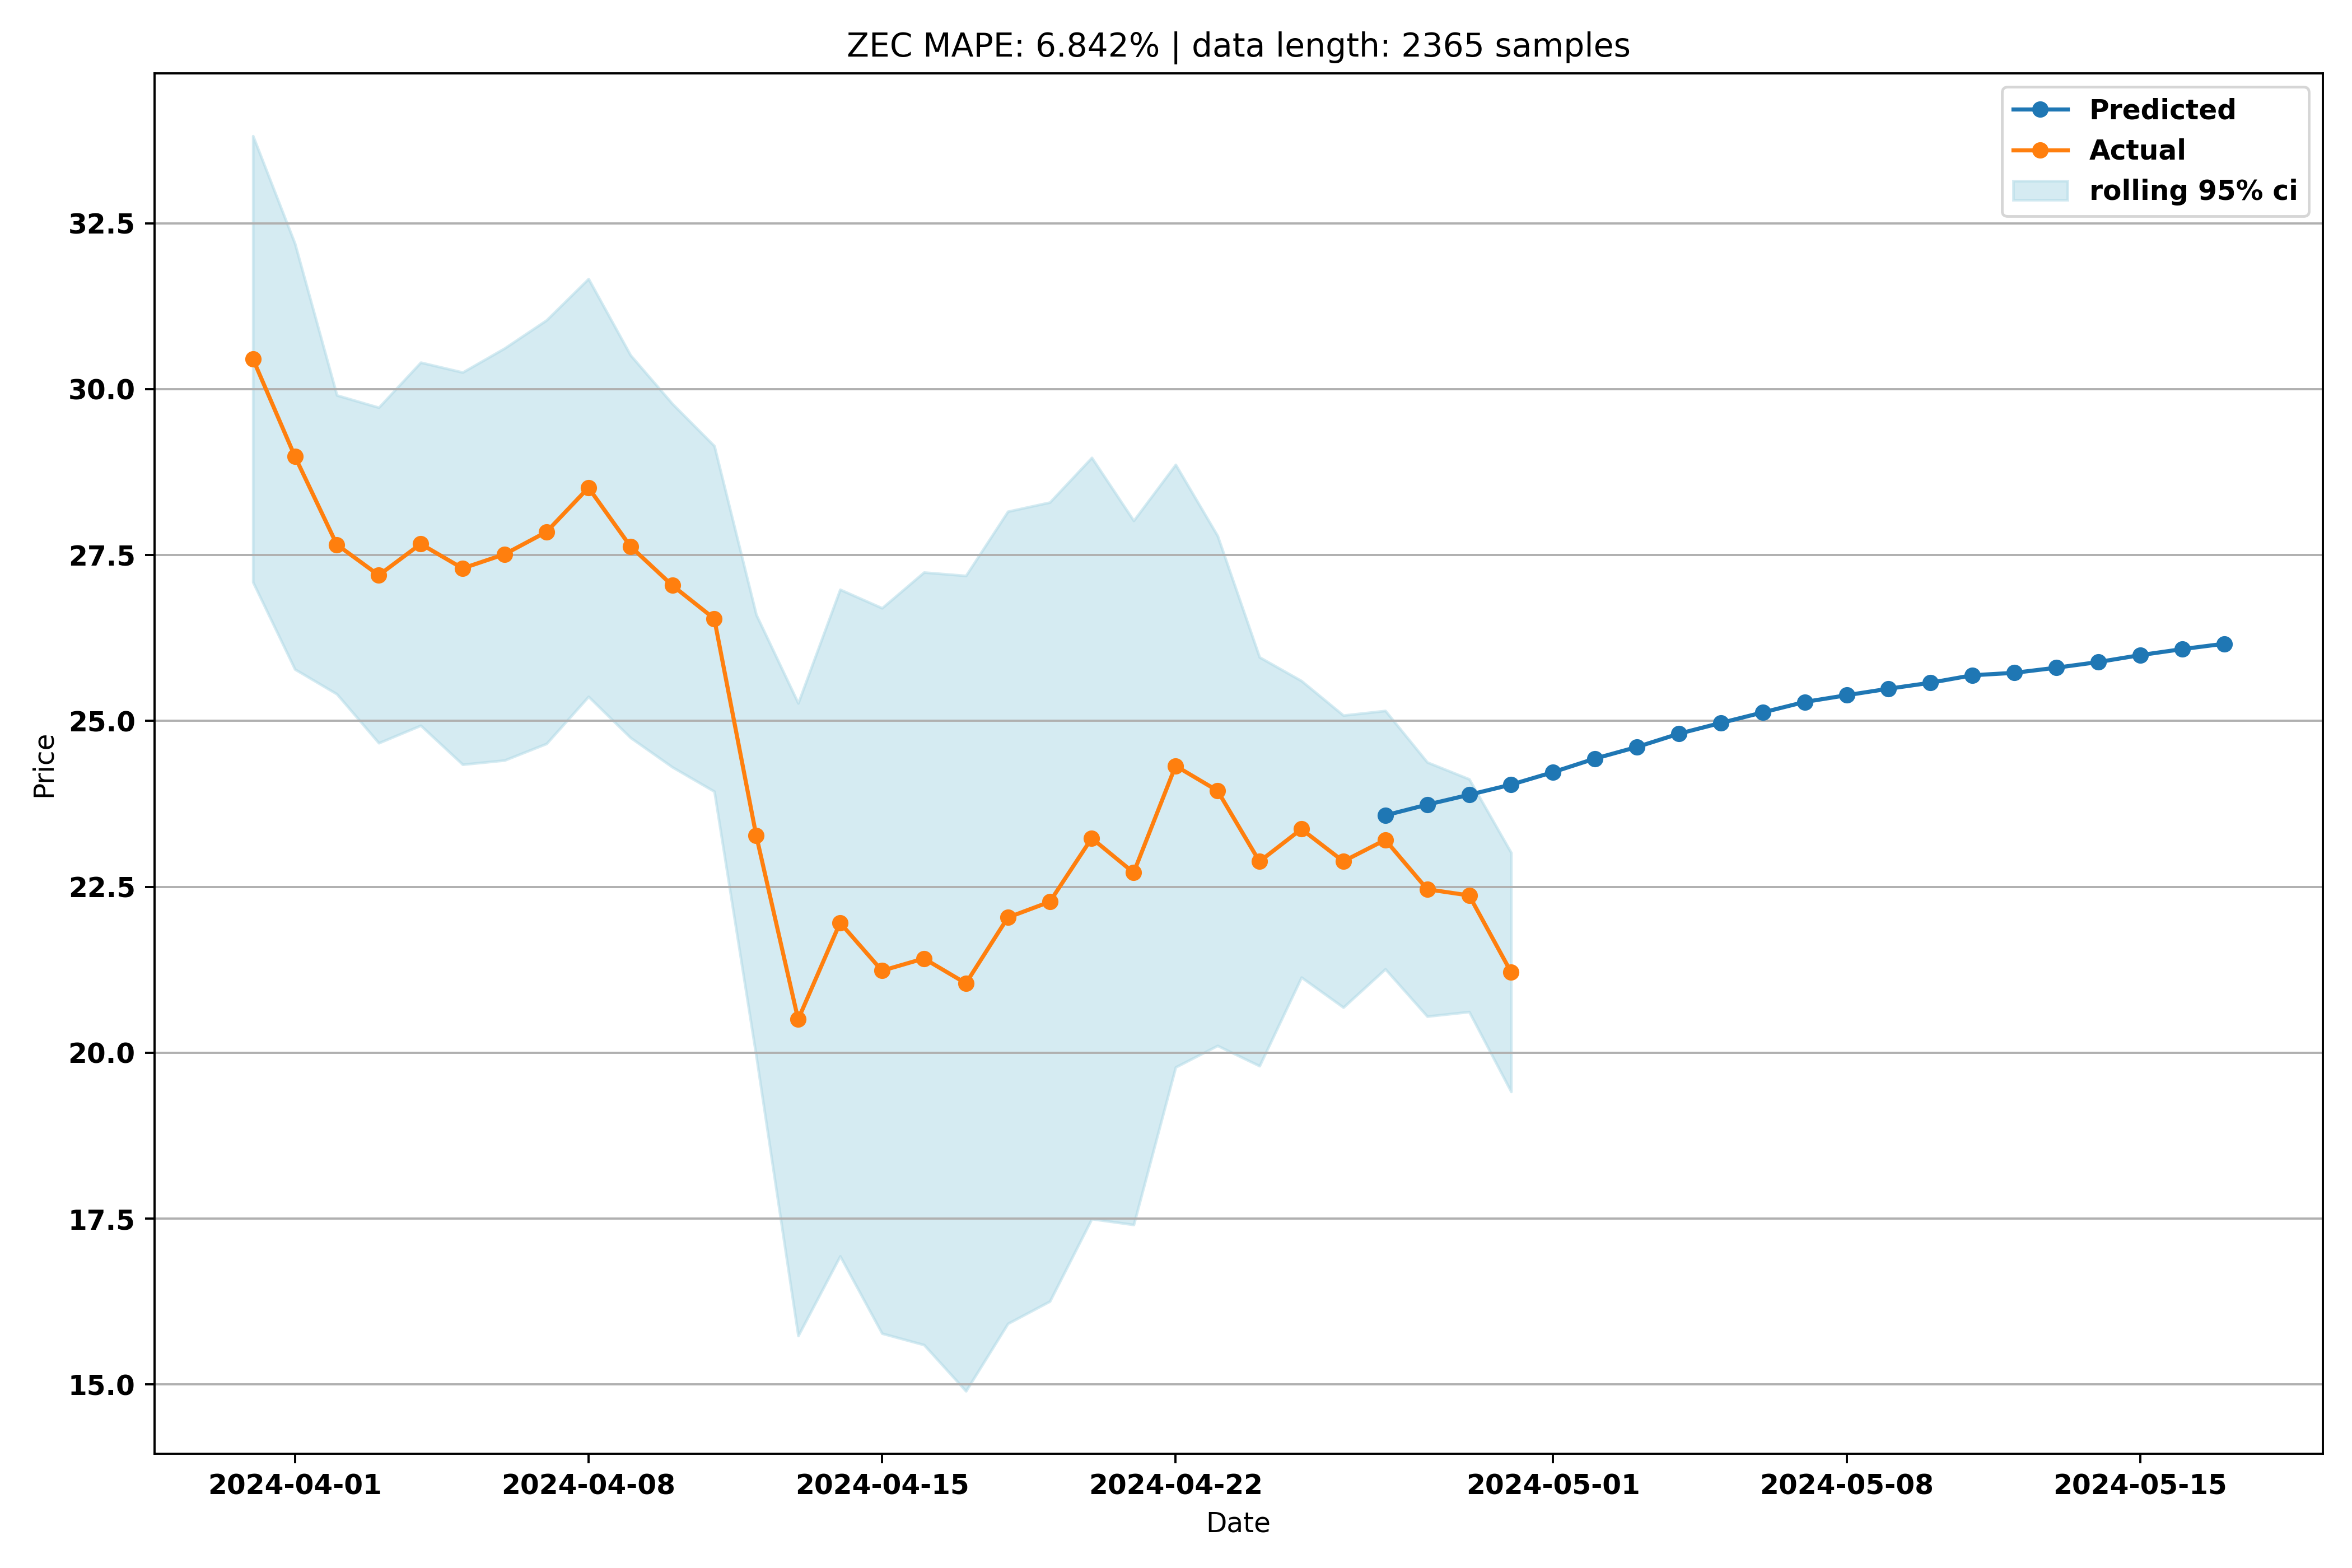 ZEC MAPE: 6.842% | data length: 2365 samples
Predicted
Actual
rolling 95% ci
32.5
30.0
27.5
25.0
22.5
20.0
17.5
15.0
Price
2024-04-01
2024-04-08
2024-04-15
2024-04-22
2024-05-01
2024-05-08
2024-05-15
Date